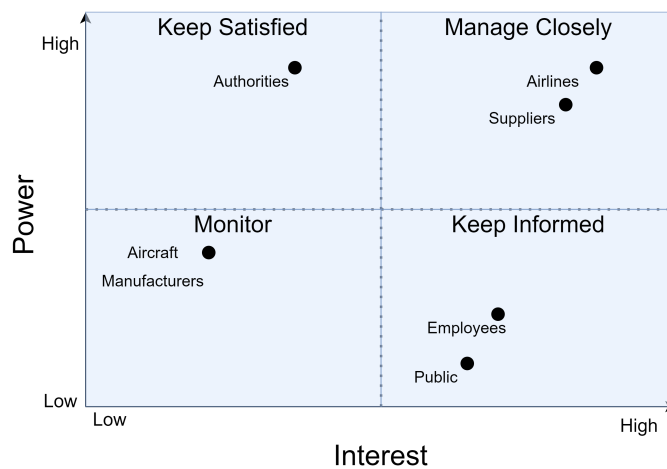 Keep Satisfied
Manage Closely
High
Authorities
Airlines
Suppliers
Power
Monitor
Keep Informed
Aircraft
Manufacturers
Employees
Public
Low
Low
High
Interest